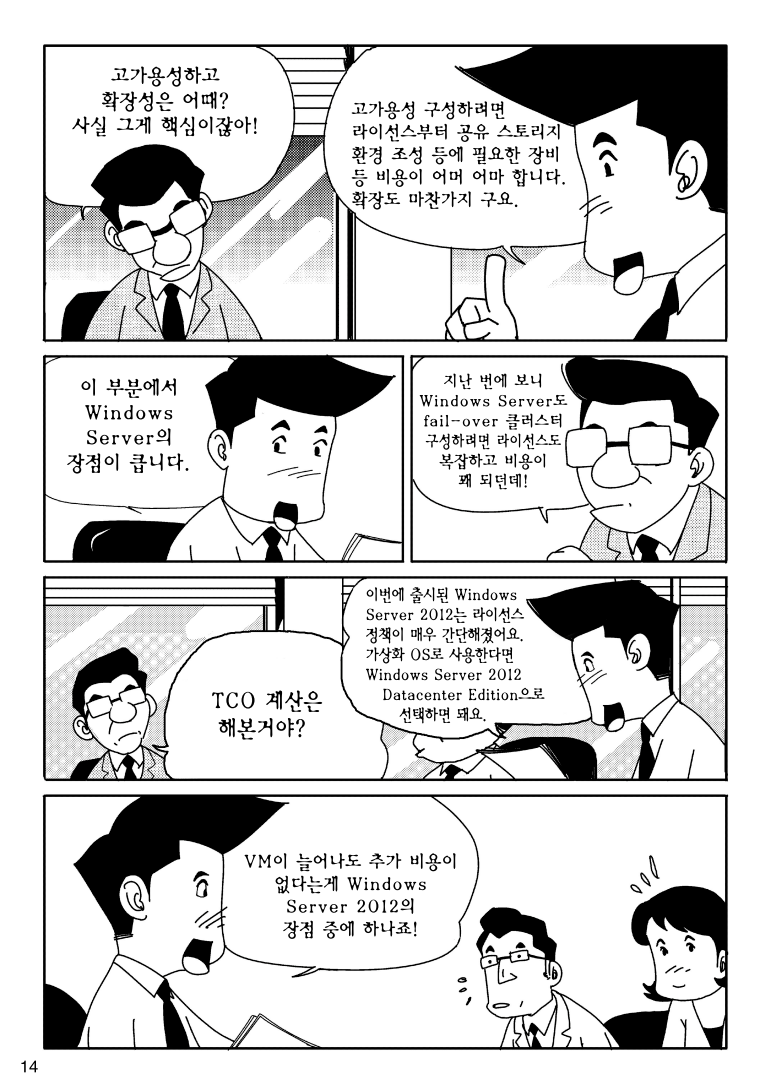 고가용성하고
확장성은 어때?
사실 그게 핵심이잖아!
고가용성 구성하려면
라이선스부터 공유 스토리지
환경 조성 등에 필요한 장비
등 비용이 어머 어마 합니다.
확장도 마찬가지 구요.
이 부분에서
Windows
Server의
장점이 큽니다.
지난 번에 보니
Windows Server도
fail-over 클러스터
구성하려면 라이선스도
복잡하고 비용이
꽤 되던데!
TCO 계산은
해본거야?
이번에 출시된 Windows
Server 2012는 라이선스
정책이 매우 간단해졌어요.
가상화 OS로 사용한다면
Windows Server 2012
Datacenter Edition으로
선택하면 돼요.
VM이 늘어나도 추가 비용이
없다는게 Windows
Server 2012의
장점 중에 하나죠!
14